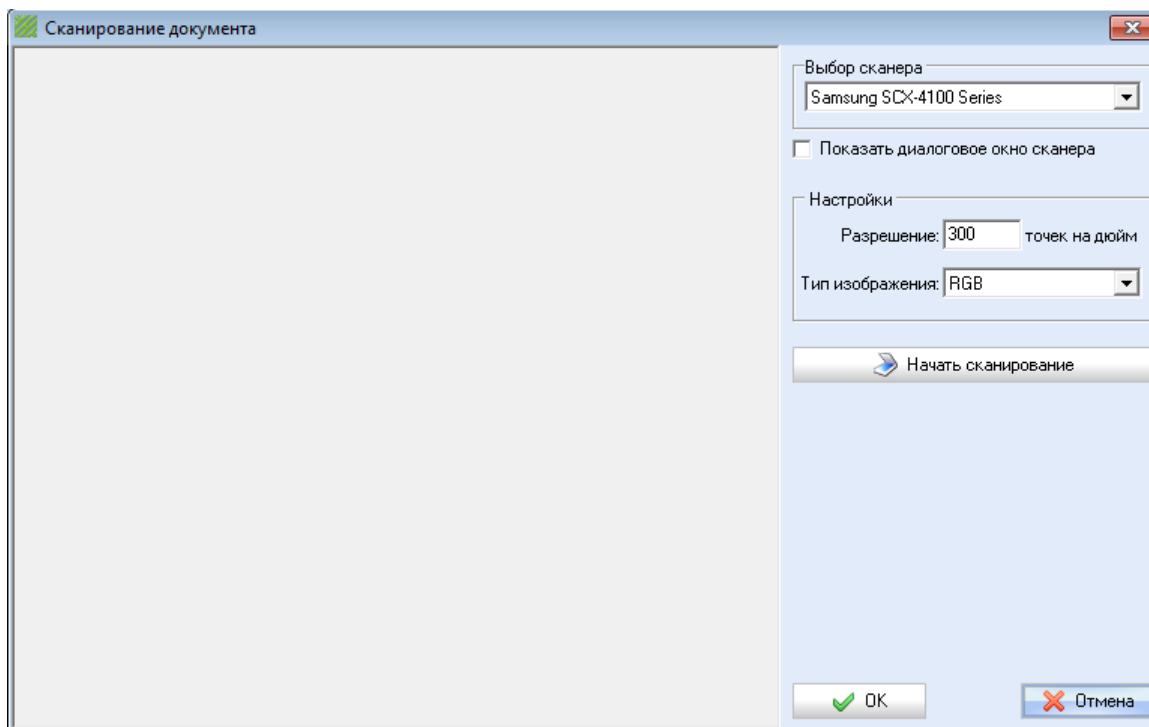 Сканирование документа
Выбор сканера
Samsung SCX-4100 Series
Показать диалоговое окно сканера
Настройки
Разрешение: 300 точек на дюйм
Тип изображения: RGB
Начать сканирование
OK Отмена